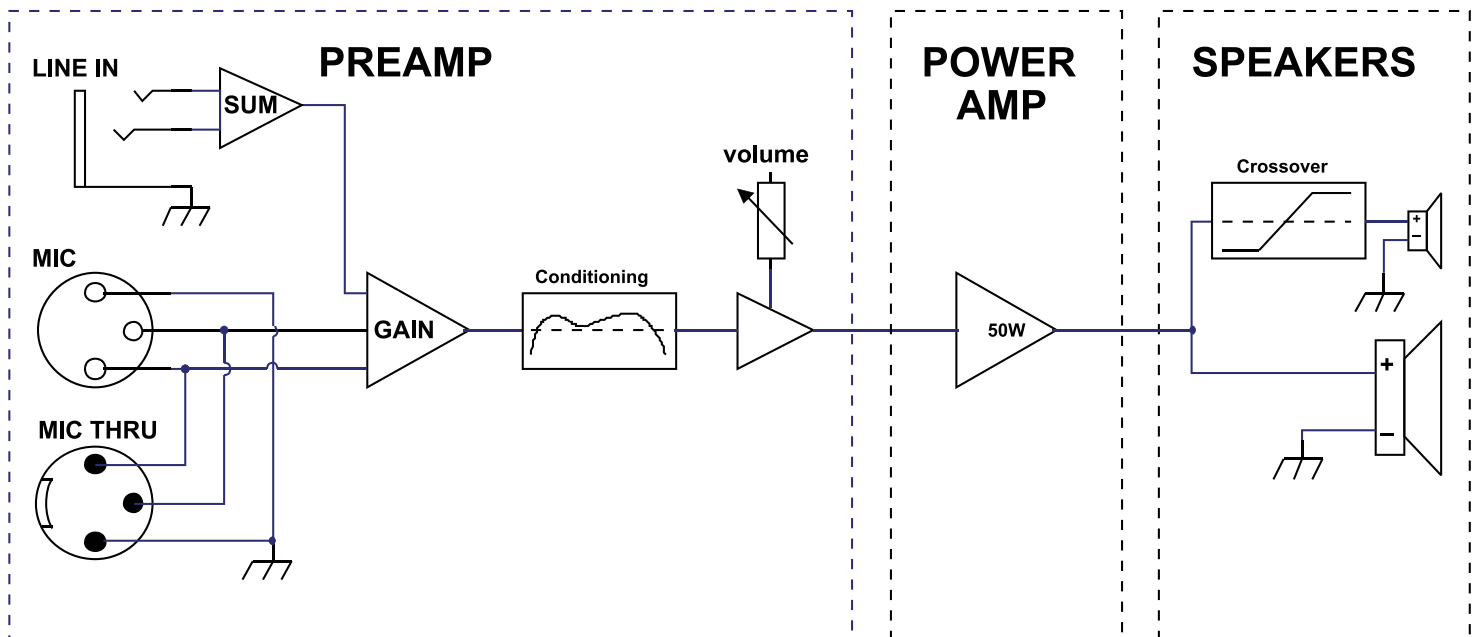 PREAMP
POWER
AMP
SPEAKERS
LINE IN
SUM
volume
Crossover
+
−
MIC
Conditioning
GAIN
50W
+
−
MIC THRU